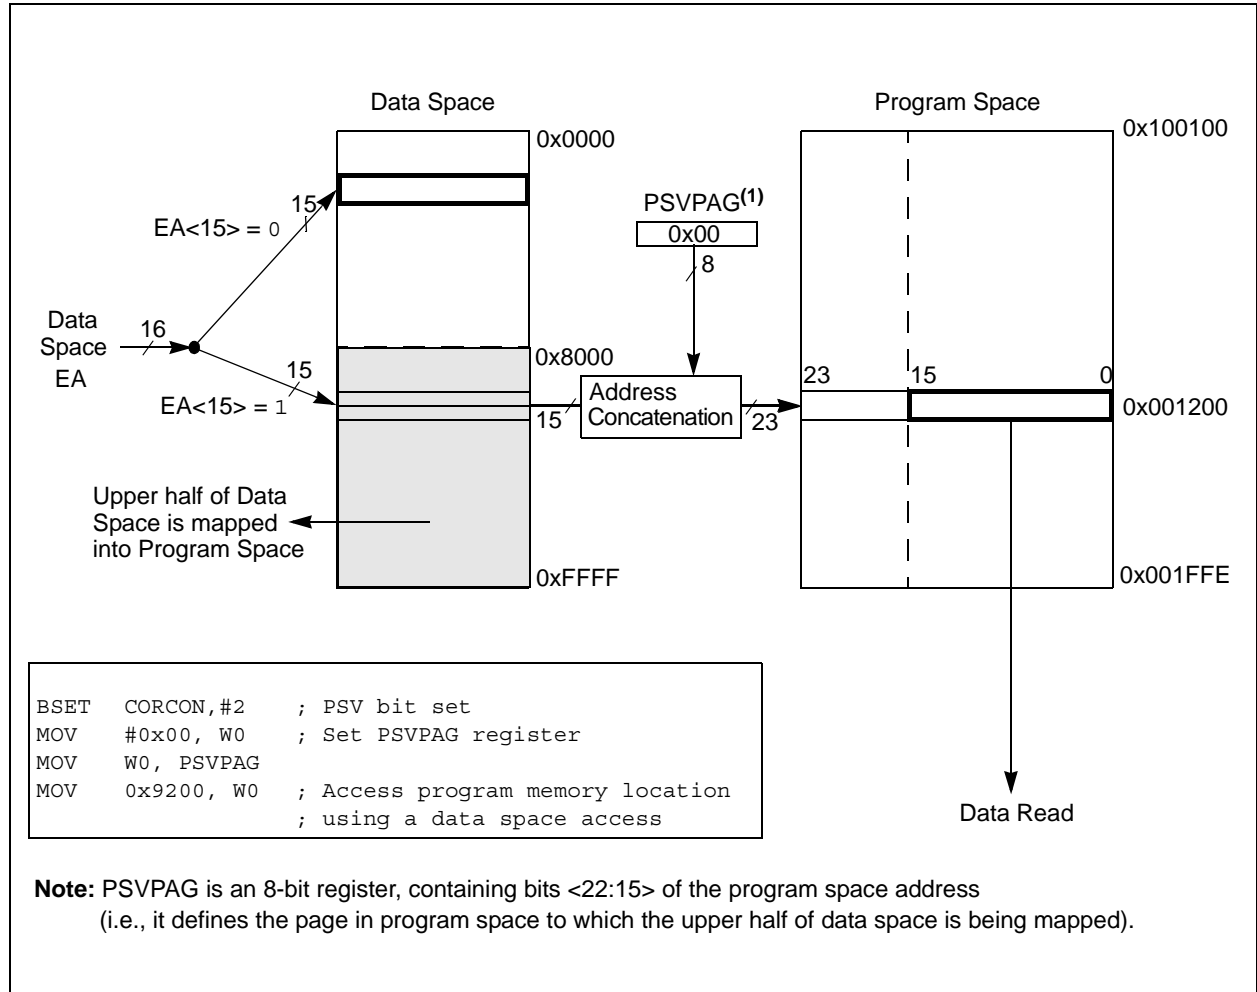 Data Space
Program Space
0x0000
0x100100
15
EA<15> = 0
PSVPAG(1)
0x00
8
Data
Space
EA
16
0x8000
15
EA<15> = 1
15
Address
Concatenation
23
23
15
0
0x001200
Upper half of Data
Space is mapped
into Program Space
0xFFFF
0x001FFE
BSET CORCON,#2 ; PSV bit set
MOV #0x00, W0 ; Set PSVPAG register
MOV W0, PSVPAG
MOV 0x9200, W0 ; Access program memory location
; using a data space access
Data Read
Note: PSVPAG is an 8-bit register, containing bits <22:15> of the program space address
(i.e., it defines the page in program space to which the upper half of data space is being mapped).